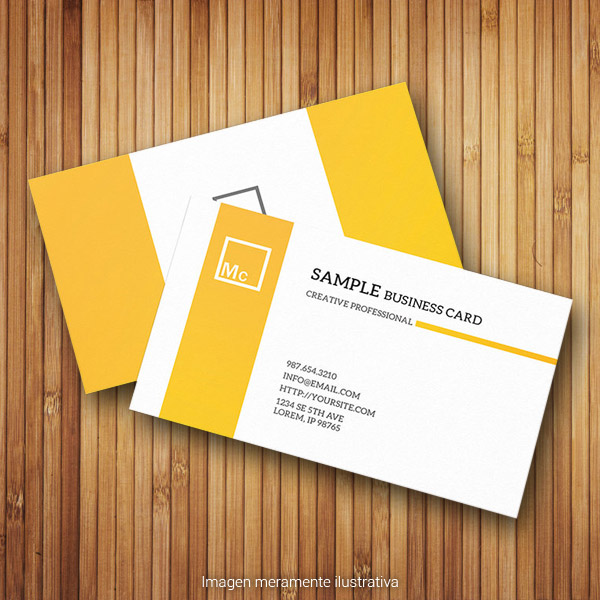 Mc
SAMPLE BUSINESS CARD
CREATIVE PROFESSIONAL
987.654.3210
INFO@EMAIL.COM
HTTP://YOURSITE.COM
1234 SE 5TH AVE
LOREM, IP 98765
Imagen meramente ilustrativa